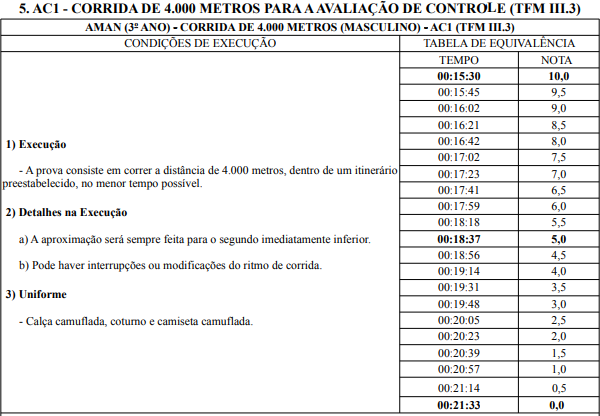 5. AC1 - CORRIDA DE 4.000 METROS PARA A AVALIAÇÃO DE CONTROLE (TFM III.3)
AMAN (3º ANO) - CORRIDA DE 4.000 METROS (MASCULINO) - AC1 (TFM III.3)
CONDIÇÕES DE EXECUÇÃO
1) Execução
- A prova consiste em correr a distância de 4.000 metros, dentro de um itinerário
preestabelecido, no menor tempo possível.
2) Detalhes na Execução
a) A aproximação será sempre feita para o segundo imediatamente inferior.
b) Pode haver interrupções ou modificações do ritmo de corrida.
3) Uniforme
- Calça camuflada, coturno e camiseta camuflada.
TABELA DE EQUIVALÊNCIA
TEMPO NOTA
00:15:30 10,0
00:15:45 9,5
00:16:02 9,0
00:16:21 8,5
00:16:42 8,0
00:17:02 7,5
00:17:23 7,0
00:17:41 6,5
00:17:59 6,0
00:18:18 5,5
00:18:37 5,0
00:18:56 4,5
00:19:14 4,0
00:19:31 3,5
00:19:48 3,0
00:20:05 2,5
00:20:23 2,0
00:20:39 1,5
00:20:57 1,0
00:21:14 0,5
00:21:33 0,0